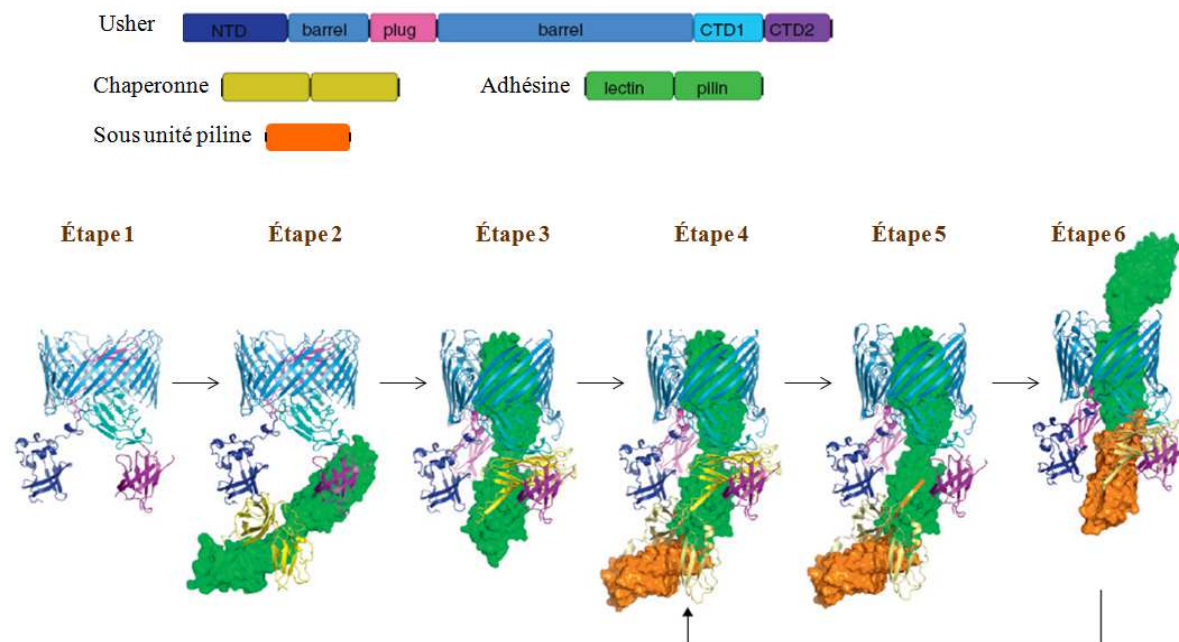 Usher NTD barrel plug barrel CTD1 CTD2
Chaperonne Adhésine lectin pilin
Sous unité piline
Étape 1 Étape 2 Étape 3 Étape 4 Étape 5 Étape 6